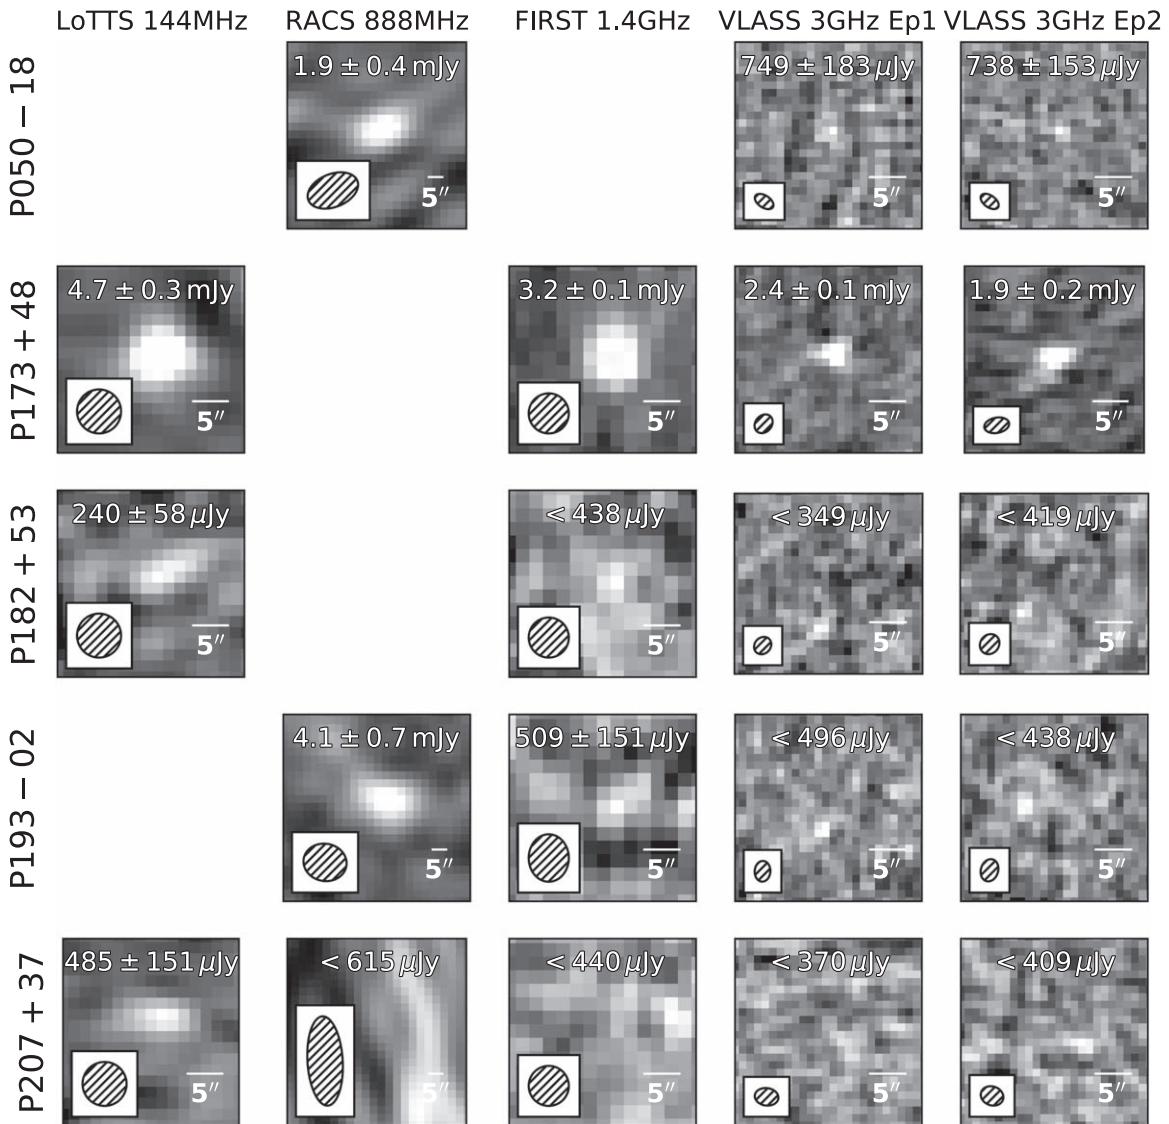 LoTTS 144MHz RACS 888MHz FIRST 1.4GHz VLASS 3GHz Ep1 VLASS 3GHz Ep2
P050 − 18
1.9 ± 0.4 mJy 749 ± 183 μJy 738 ± 153 μJy
5″ 5″ 5″
P173 + 48
4.7 ± 0.3 mJy 3.2 ± 0.1 mJy 2.4 ± 0.1 mJy 1.9 ± 0.2 mJy
5″ 5″ 5″ 5″
P182 + 53
240 ± 58 μJy < 438 μJy < 349 μJy < 419 μJy
5″ 5″ 5″ 5″
P193 − 02
4.1 ± 0.7 mJy 509 ± 151 μJy < 496 μJy < 438 μJy
5″ 5″ 5″ 5″
P207 + 37
485 ± 151 μJy < 615 μJy < 440 μJy < 370 μJy < 409 μJy
5″ 5″ 5″ 5″ 5″